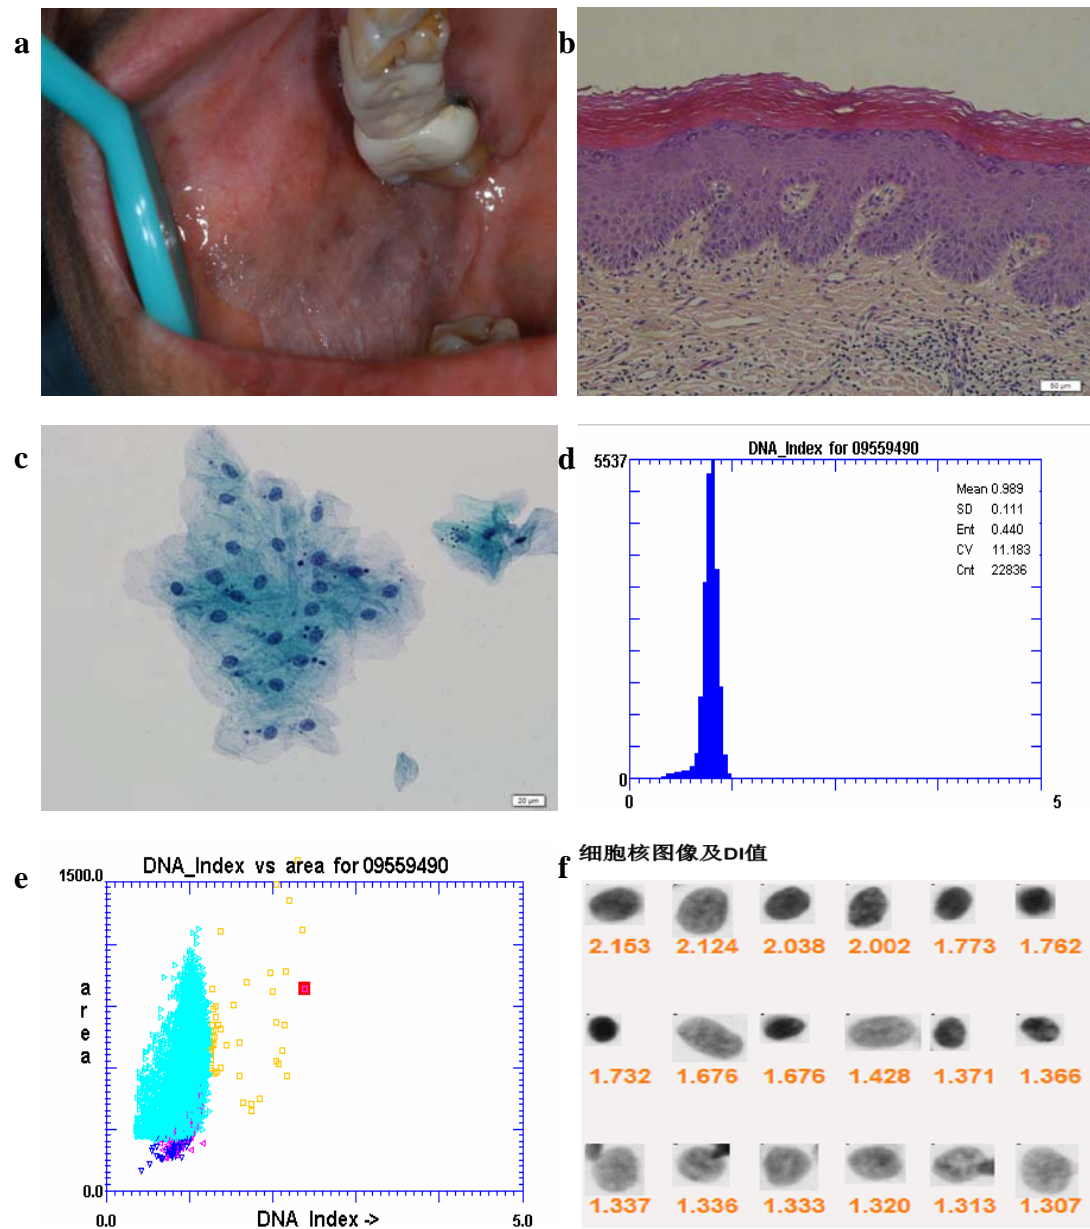 a
b
50 µm
c
20 µm
d
DNA_Index for 09559490
5537
Mean 0.989
SD 0.111
Ent 0.440
CV 11.183
Cnt 22836
0
0
5
e
DNA_Index vs area for 09559490
1500.0
area
0.0
0.0
DNA_Index ->
5.0
f
细胞核图像及DI值
2.153 2.124 2.038 2.002 1.773 1.762
1.732 1.676 1.676 1.428 1.371 1.366
1.337 1.336 1.333 1.320 1.313 1.307